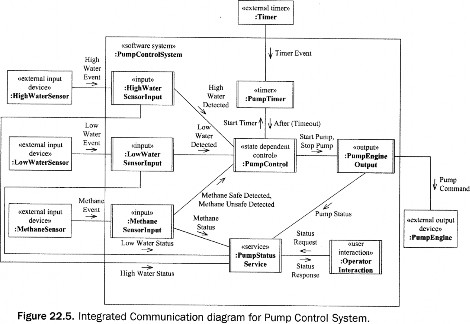 «external timer»
:Timer
«software system»
:PumpControlSystem
Timer Event
High
Water
Event
«external input
device»
:HighWaterSensor
«input»
:HighWater
SensorInput
High
Water
Detected
«timer»
:PumpTimer
Start Timer
After (Timeout)
Low
Water
Event
«external input
device»
:LowWaterSensor
«input»
:LowWater
SensorInput
Low
Water
Detected
«state dependent
control»
:PumpControl
Start Pump,
Stop Pump
«output»
:PumpEngine
Output
Pump
Command
Methane Safe Detected,
Methane Unsafe Detected
Methane
Event
«external input
device»
:MethaneSensor
«input»
:Methane
SensorInput
Methane
Status
Pump Status
«external output
device»
:PumpEngine
Low Water Status
High Water Status
«service»
:PumpStatus
Service
Status
Request
Status
Response
«user
interaction»
:Operator
Interaction
Figure 22.5. Integrated Communication diagram for Pump Control System.